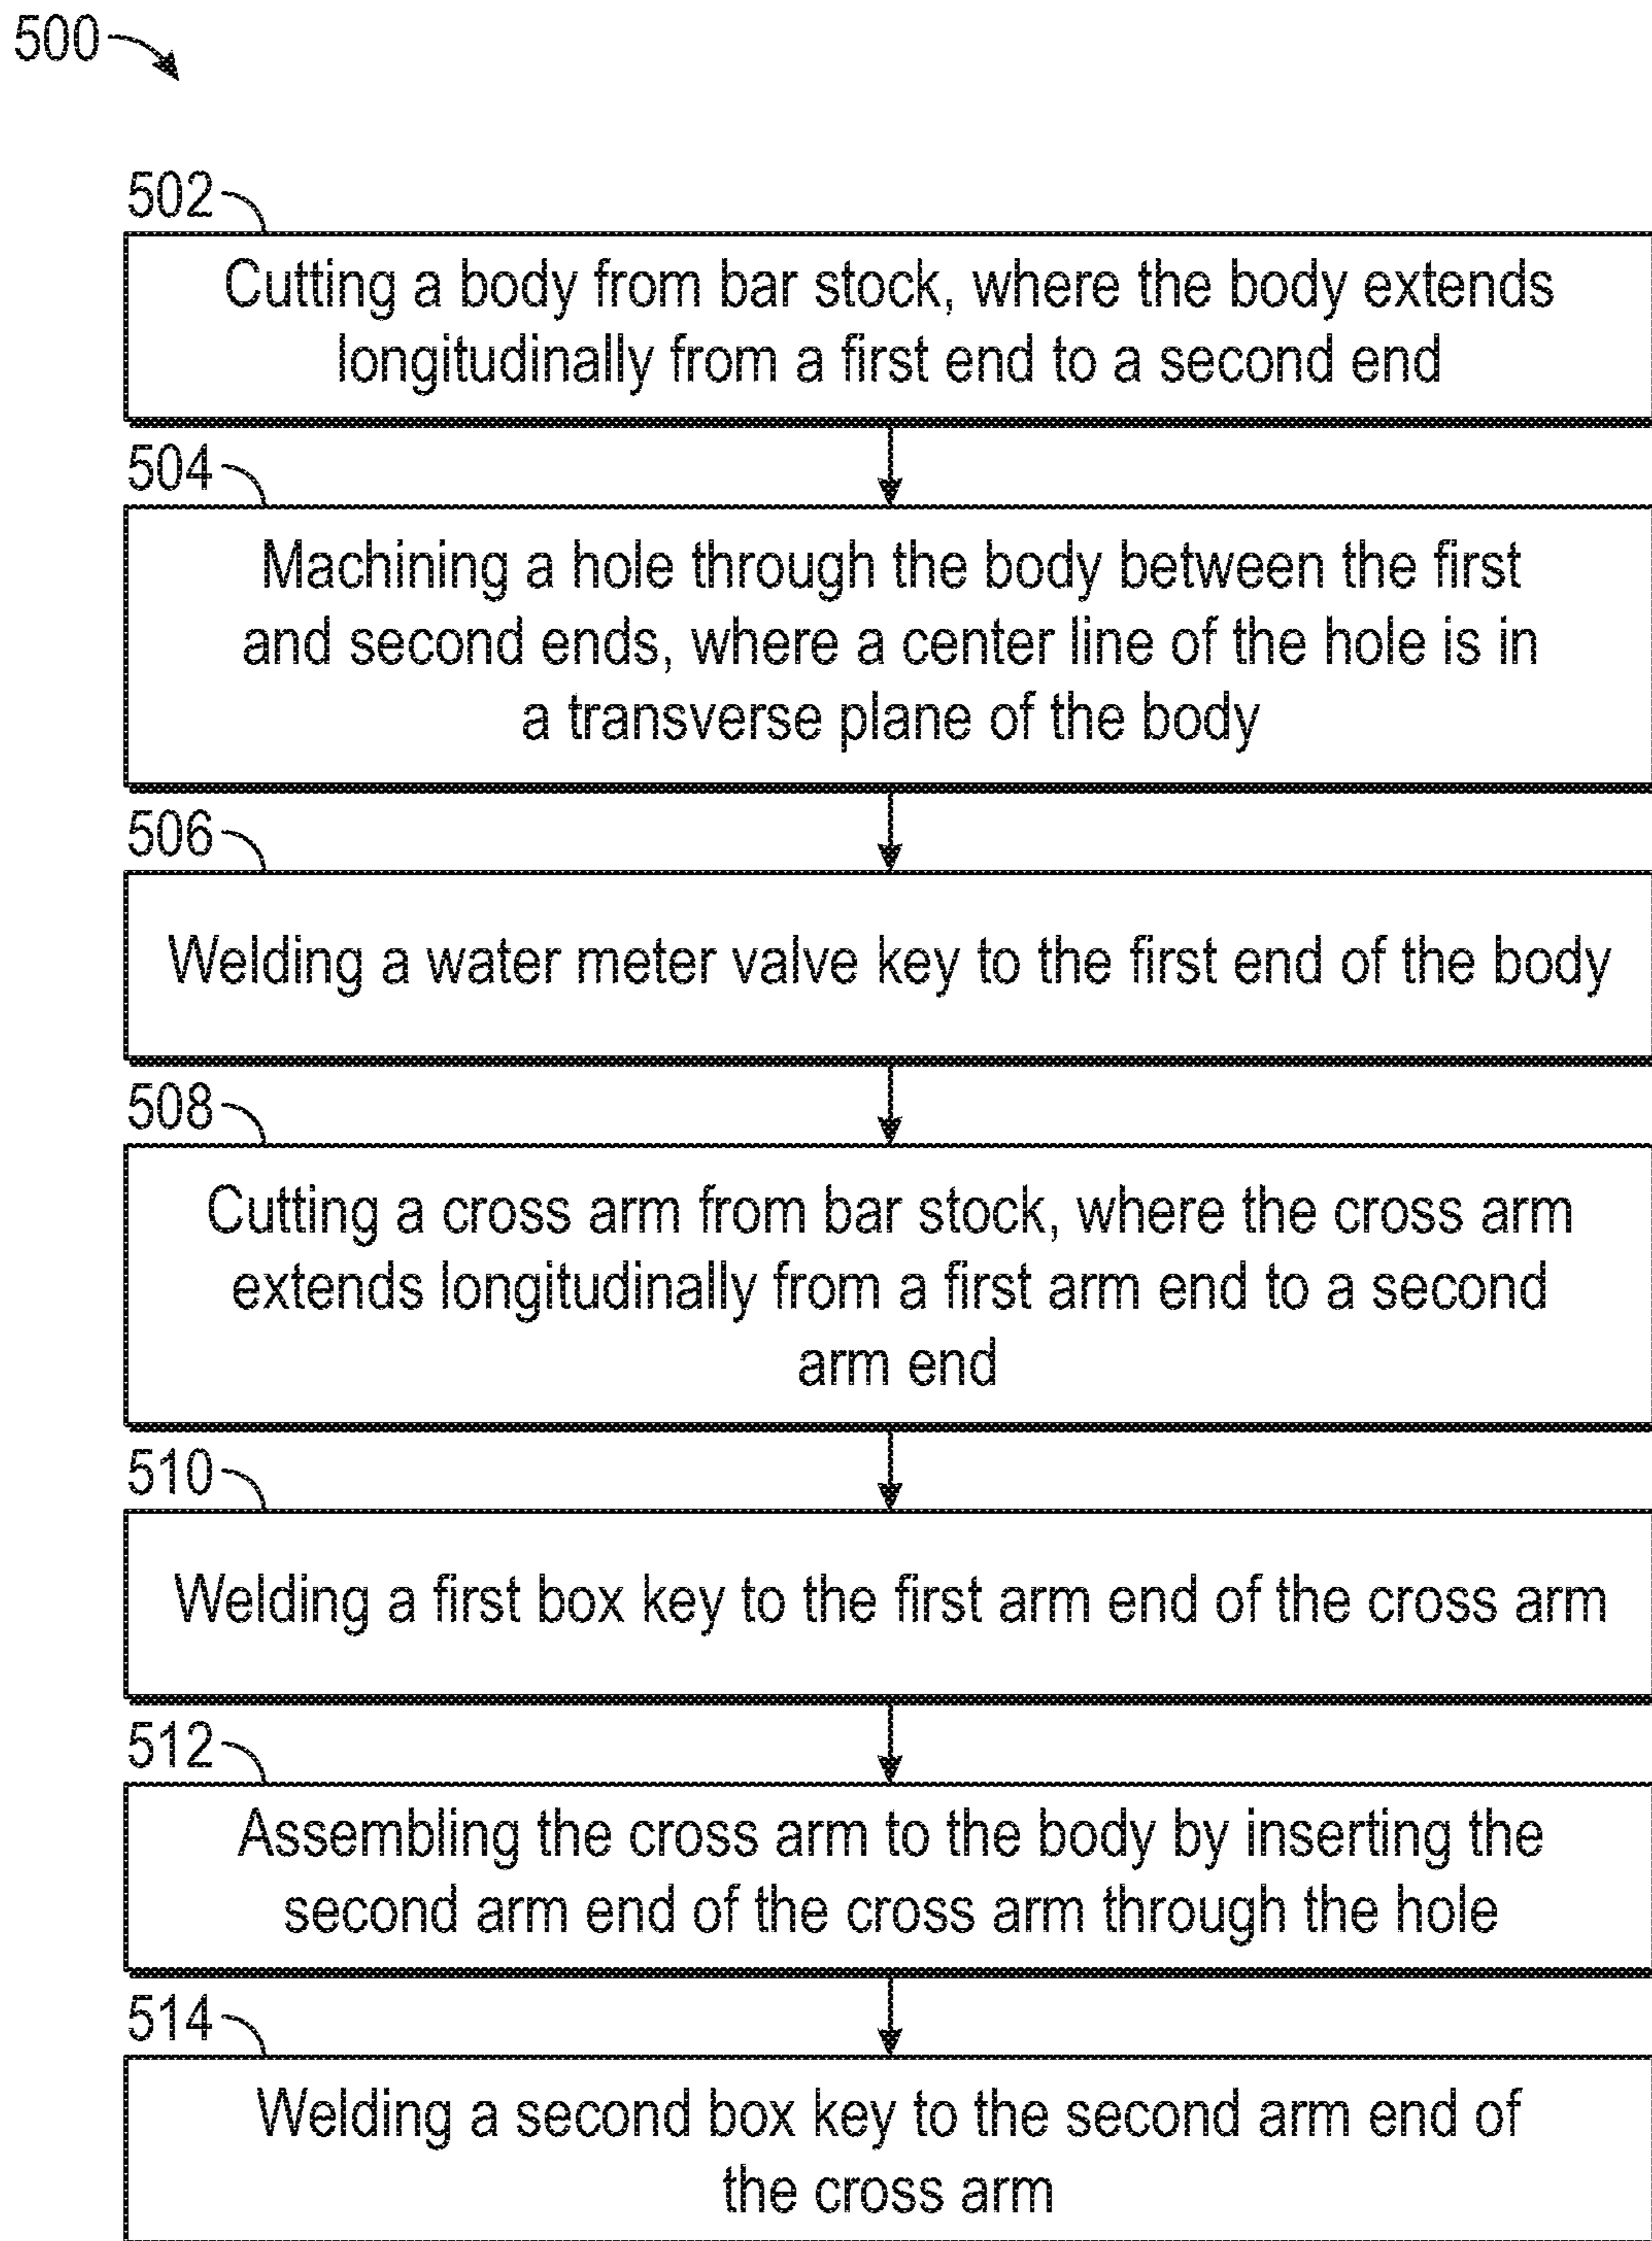 500
502
Cutting a body from bar stock, where the body extends
longitudinally from a first end to a second end
504
Machining a hole through the body between the first
and second ends, where a center line of the hole is in
a transverse plane of the body
506
Welding a water meter valve key to the first end of the body
508
Cutting a cross arm from bar stock, where the cross arm
extends longitudinally from a first arm end to a second
arm end
510
Welding a first box key to the first arm end of the cross arm
512
Assembling the cross arm to the body by inserting the
second arm end of the cross arm through the hole
514
Welding a second box key to the second arm end of
the cross arm